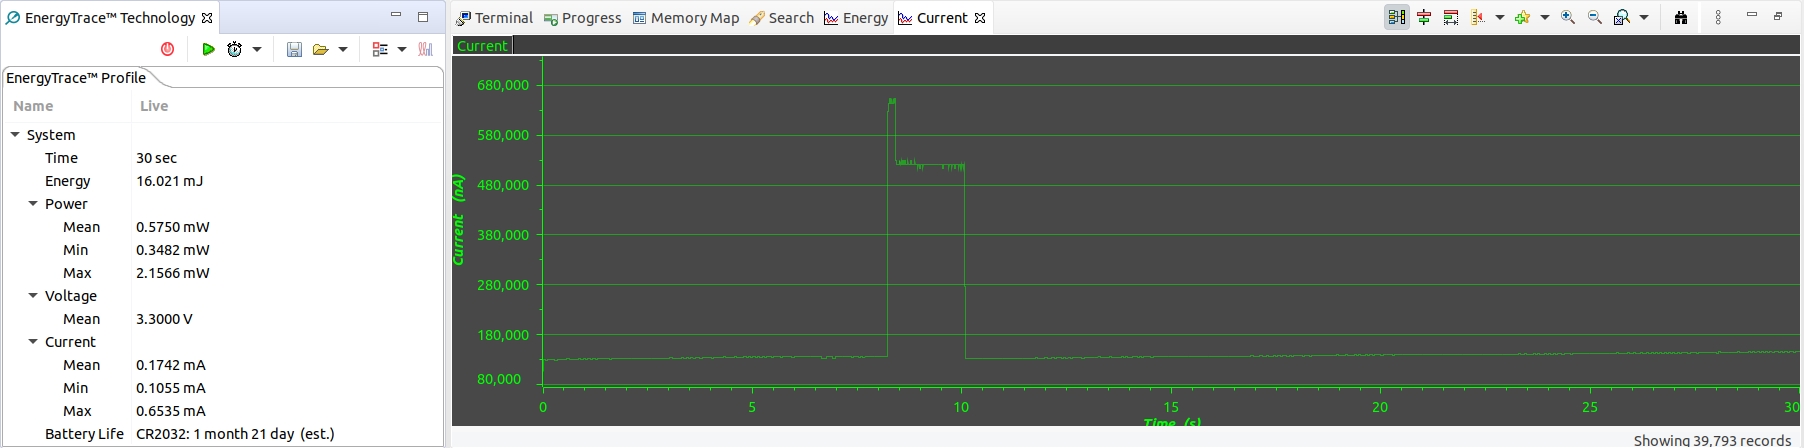 EnergyTrace™ Technology
EnergyTrace™ Profile
Name Live
System
Time 30 sec
Energy 16.021 mJ
Power
Mean 0.5750 mW
Min 0.3482 mW
Max 2.1566 mW
Voltage
Mean 3.3000 V
Current
Mean 0.1742 mA
Min 0.1055 mA
Max 0.6535 mA
Battery Life CR2032: 1 month 21 day (est.)
Terminal Progress Memory Map Search Energy Current
Current
680,000
580,000
480,000
380,000
280,000
180,000
80,000
Current (nA)
0 5 10 15 20 25 30
Time (s)
Showing 39,793 records